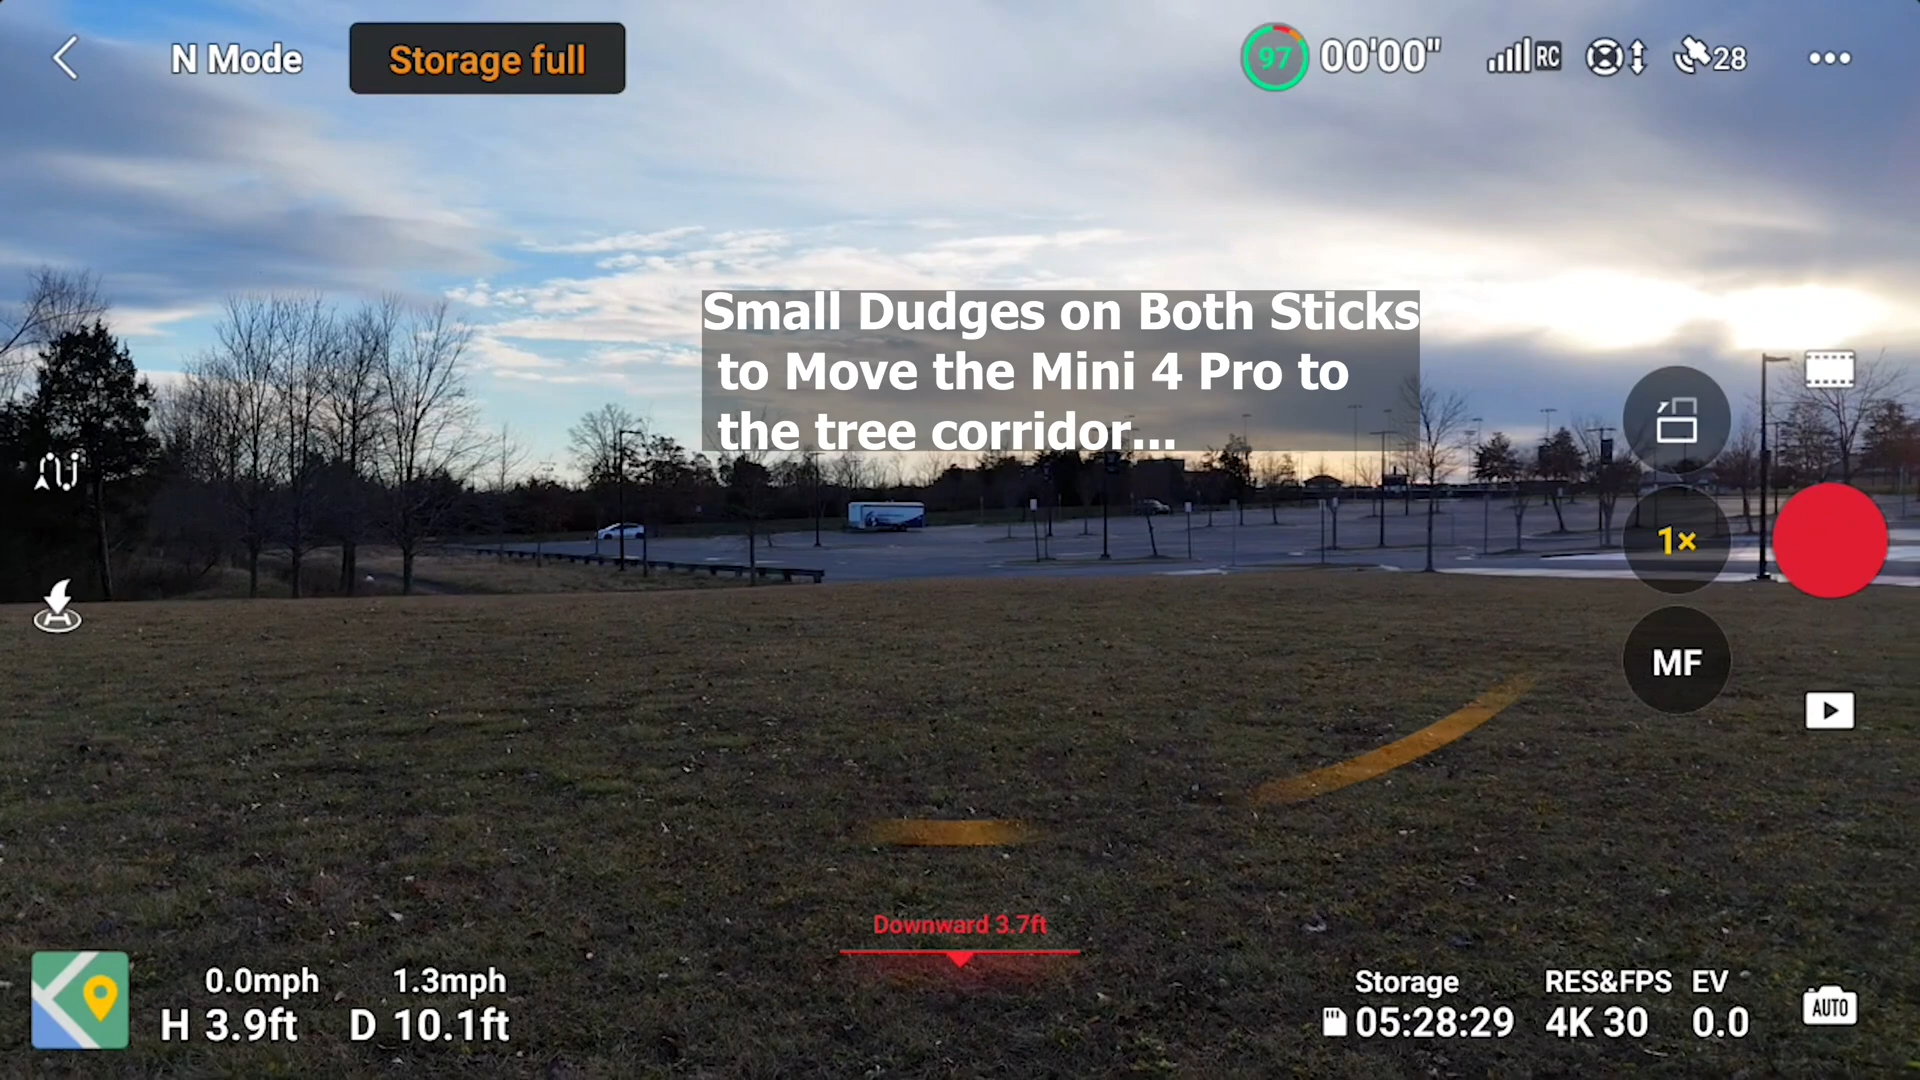 N Mode
Storage full
97
00'00"
RC
28
Small Dudges on Both Sticks
to Move the Mini 4 Pro to
the tree corridor...
1×
MF
Downward 3.7ft
0.0mph
1.3mph
H 3.9ft
D 10.1ft
Storage
RES&FPS
EV
05:28:29
4K 30
0.0
AUTO